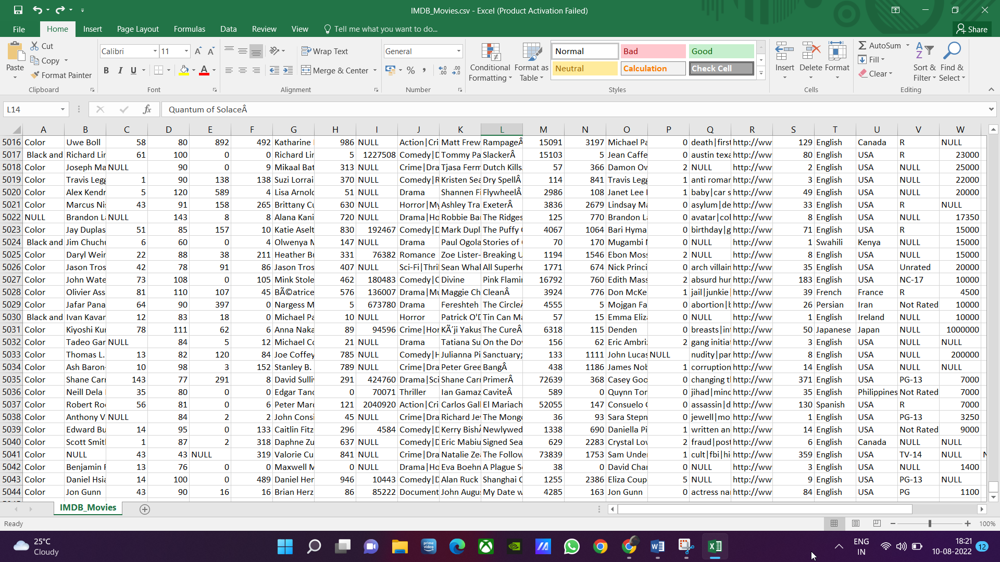 IMDB_Movies.csv - Excel (Product Activation Failed)
File Home Insert Page Layout Formulas Data Review View Tell me what you want to do... Share
Paste Cut Copy Format Painter Clipboard
Calibri 11 B I U A A A Font
Wrap Text Merge & Center Alignment
General % , Number
Conditional Formatting Format as Table
Normal Bad Good
Neutral Calculation Check Cell
Styles
Insert Delete Format Cells
AutoSum Fill Clear Sort & Filter Find & Select Editing
L14 fx Quantum of SolaceÂ
A B C D E F G H I J K L M N O P Q R S T U V W
5016 Color Uwe Boll 58 80 892 492 Katharine 986 NULL Action|Cri Matt Frew RampageÂ 15091 3197 Michael Pa 0 death|first http://ww 129 English Canada R NULL
5017 Black and Richard Lir 61 100 0 0 Richard Lir 5 1227508 Comedy|D Tommy Pa SlackerÂ 15103 5 Jean Caffe 0 austin texa http://ww 80 English USA R 23000
5018 Color Joseph Ma NULL 90 0 9 Mikaal Bat 313 NULL Crime|Dra Tjasa Ferm Dutch Kills 57 366 Damon Ov 2 NULL http://ww 2 English USA NULL 25000
5019 Color Travis Legg 1 90 138 138 Suzi Lorrai 370 NULL Comedy|R Kristen Sea Dry SpellÂ 114 841 Travis Legg 1 anti romar http://ww 3 English USA NULL 22000
5020 Color Alex Kendr 5 120 589 4 Lisa Arnolc 51 NULL Drama Shannen Fi FlywheelÂ 2986 108 Janet Lee 1 baby|car s http://ww 49 English USA NULL 20000
5021 Color Marcus Nis 43 91 158 265 Brittany Cu 630 NULL Horror|My Ashley Tra ExeterÂ 3836 2679 Lindsay Ma 0 asylum|de http://ww 33 English USA R NULL
5022 NULL Brandon La NULL 143 8 8 Alana Kani 720 NULL Drama|Ho Robbie Bar The Ridges 125 770 Brandon La 0 avatar|col http://ww 8 English USA NULL 17350
5023 Color Jay Duplas 51 85 157 10 Katie Aselt 830 192467 Comedy|D Mark Dupl The Puffy 4067 1064 Bari Hyma 0 birthday|g http://ww 71 English USA R 15000
5024 Black and Jim Chuchu 6 60 0 4 Olwenya M 147 NULL Drama Paul Ogola Stories of 70 170 Mugambi 0 NULL http://ww 1 Swahili Kenya NULL 15000
5025 Color Daryl Wein 22 88 38 211 Heather Bu 331 76382 Romance Zoe Lister- Breaking U 1194 1546 Ebon Moss 2 NULL http://ww 8 English USA NULL 15000
5026 Color Jason Tros 42 78 91 86 Jason Tros 407 NULL Sci-Fi|Thril Sean Whal All Superhe 1771 674 Nick Princi 0 arch villain http://ww 35 English USA Unrated 20000
5027 Color John Wate 73 108 0 105 Mink Stole 462 180483 Comedy|C Divine Pink Flami 16792 760 Edith Mass 2 absurd hur http://ww 183 English USA NC-17 10000
5028 Color Olivier Ass 81 110 107 45 BÃ©atrice 576 136007 Drama|Mu Maggie Ch CleanÂ 3924 776 Don McKe 1 jail|junkie| http://ww 39 French France R 4500
5029 Color Jafar Pana 64 90 397 0 Nargess M 5 673780 Drama Fereshteh The CircleÂ 4555 5 Mojgan Fa 0 abortion|b http://ww 26 Persian Iran Not Rated 10000
5030 Black and Ivan Kavar 12 83 18 0 Michael Pa 10 NULL Horror Patrick O'D Tin Can Ma 57 15 Emma Eliz 0 NULL http://ww 1 English Ireland NULL 10000
5031 Color Kiyoshi Kur 78 111 62 6 Anna Naka 89 94596 Crime|Hor KÃ´ji Yakus The CureÂ 6318 115 Denden 0 breasts|int http://ww 50 Japanese Japan NULL 1000000
5032 Color Tadeo Gar NULL 84 5 12 Michael Co 21 NULL Drama Tatiana Su On the Dov 156 62 Eric Ambriz 2 gang initia http://ww 3 English USA NULL NULL
5033 Color Thomas L. 13 82 120 84 Joe Coffey 785 NULL Comedy|H Julianna Pi Sanctuary; 133 1111 John Lucas NULL nudity|par http://ww 8 English USA NULL 200000
5034 Color Ash Baron- 10 98 3 152 Stanley B. 789 NULL Crime|Dra Peter Gree BangÂ 438 1186 James Nob 1 corruption http://ww 14 English USA NULL NULL
5035 Color Shane Carr 143 77 291 8 David Sulli 291 424760 Drama|Sci Shane Carr PrimerÂ 72639 368 Casey Goo 0 changing t http://ww 371 English USA PG-13 7000
5036 Color Neill Dela 35 80 0 0 Edgar Tanc 0 70071 Thriller Ian Gamaz CaviteÂ 589 0 Quynn Ton 0 jihad|mind http://ww 35 English Philippines Not Rated 7000
5037 Color Robert Roc 56 81 0 6 Peter Marc 121 2040920 Action|Cri Carlos Gall El Mariach 52055 147 Consuelo 0 assassin|d http://ww 130 Spanish USA R 7000
5038 Color Anthony V NULL 84 2 2 John Consi 45 NULL Crime|Dra Richard Jev The Mong 36 93 Sara Stepn 0 jewell|mo http://ww 1 English USA PG-13 3250
5039 Color Edward Bu 14 95 0 133 Caitlin Fitz 296 4584 Comedy|D Kerry BishÃ Newlywed 1338 690 Daniella Pi 1 written an http://ww 14 English USA Not Rated 9000
5040 Color Scott Smitl 1 87 2 318 Daphne Zu 637 NULL Comedy|D Eric Mabiu Signed Sea 629 2283 Crystal Lov 2 fraud|post http://ww 6 English Canada NULL NULL
5041 Color NULL 43 43 NULL 319 Valorie Cu 841 NULL Crime|Dra Natalie Zea The Follow 73839 1753 Sam Unde 1 cult|fbi|hi http://ww 359 English USA TV-14 NULL
5042 Color Benjamin 13 76 0 0 Maxwell M 0 NULL Drama|Ho Eva Boehn A Plague S 38 0 David Cha 0 NULL http://ww 3 English USA NULL 1400
5043 Color Daniel Hsia 14 100 0 489 Daniel Her 946 10443 Comedy|D Alan Ruck Shanghai C 1255 2386 Eliza Coup 5 NULL http://ww 9 English USA PG-13 NULL
5044 Color Jon Gunn 43 90 16 16 Brian Herz 86 85222 Document John Augus My Date w 4285 163 Jon Gunn 0 actress nar http://ww 84 English USA PG 1100
IMDB_Movies
Ready 100%
25°C
Cloudy
prime video
ENG
IN
18:21
10-08-2022
12